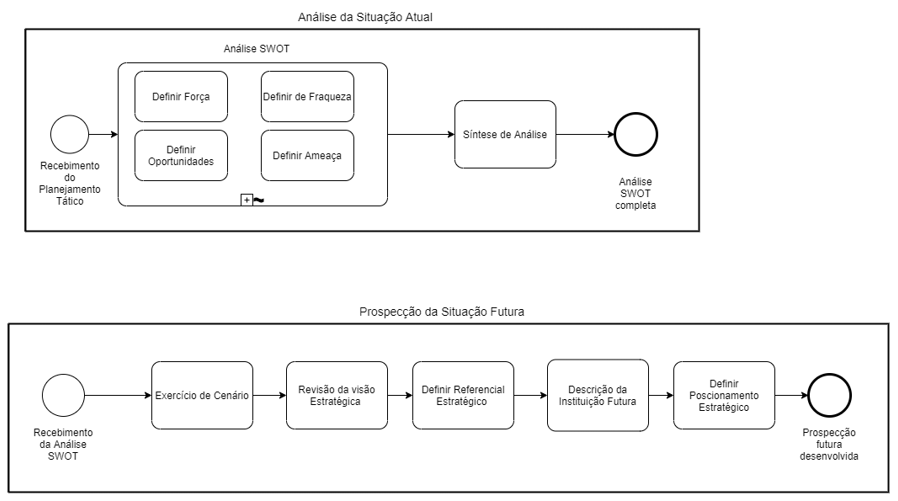 Análise da Situação Atual
Análise SWOT
Definir Força
Definir de Fraqueza
Definir
Oportunidades
Definir Ameaça
Recebimento
do
Planejamento
Tático
Síntese de Análise
Análise
SWOT
completa
Prospecção da Situação Futura
Recebimento
da Análise
SWOT
Exercício de Cenário
Revisão da visão
Estratégica
Definir Referencial
Estratégico
Descrição da
Instituição Futura
Definir
Poscionamento
Estratégico
Prospecção
futura
desenvolvida